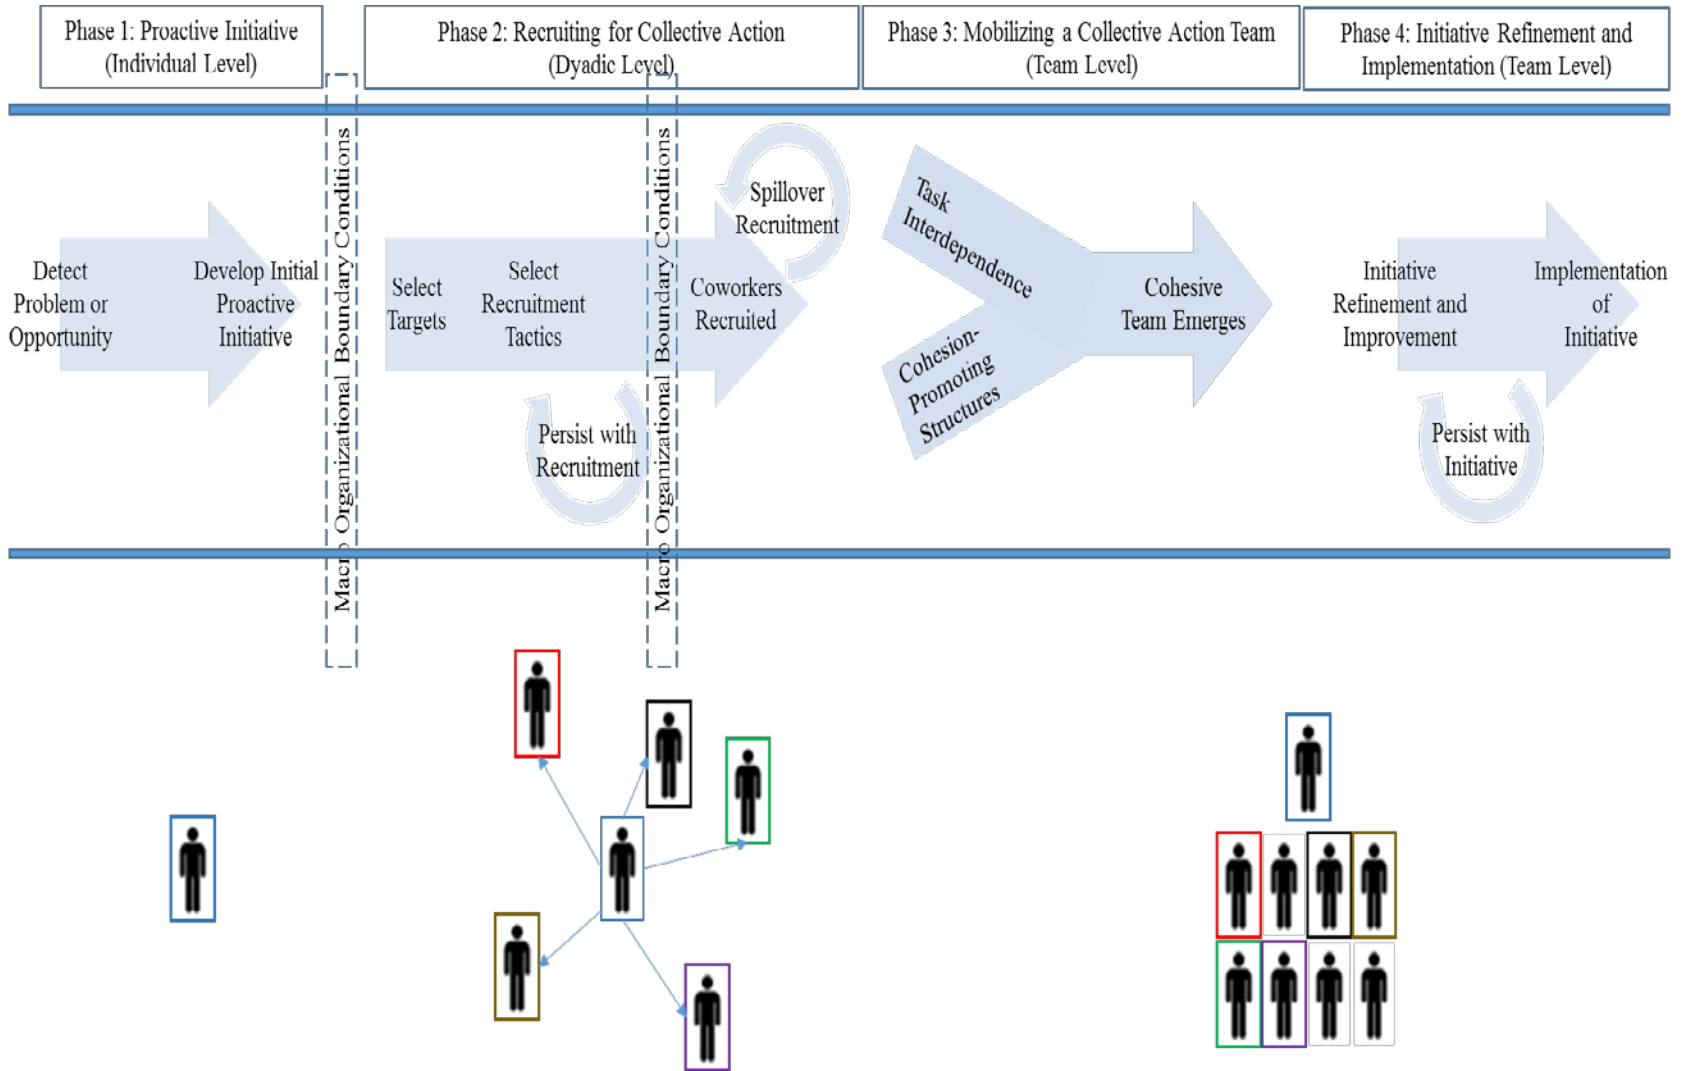 Phase 1: Proactive Initiative
(Individual Level)
Phase 2: Recruiting for Collective Action
(Dyadic Level)
Phase 3: Mobilizing a Collective Action Team
(Team Level)
Phase 4: Initiative Refinement and
Implementation (Team Level)
Detect
Problem or
Opportunity
Develop Initial
Proactive
Initiative
Macro Organizational Boundary Conditions
Select
Targets
Select
Recruitment
Tactics
Persist with
Recruitment
Macro Organizational Boundary Conditions
Coworkers
Recruited
Spillover
Recruitment
Task
Interdependence
Cohesion-
Promoting
Structures
Cohesive
Team Emerges
Initiative
Refinement and
Improvement
Persist with
Initiative
Implementation
of
Initiative